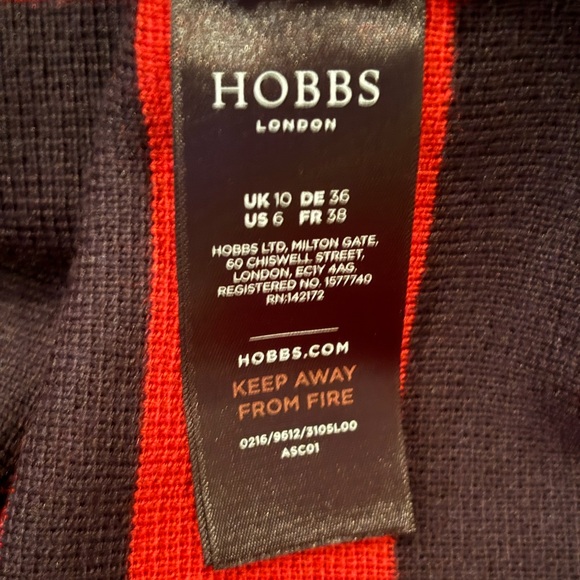 HOBBS
LONDON
UK 10 DE 36
US 6 FR 38
HOBBS LTD, MILTON GATE,
60 CHISWELL STREET,
LONDON, EC1Y 4AG.
REGISTERED NO. 1577740
RN:142172
HOBBS.COM
KEEP AWAY
FROM FIRE
0216/9612/3105L00
ASC01